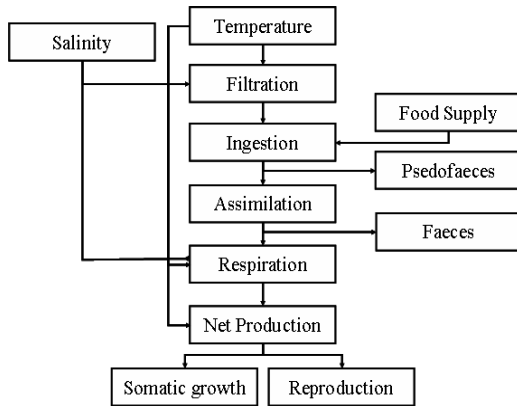 Temperature
Salinity
Filtration
Food Supply
Ingestion
Psedofaeces
Assimilation
Faeces
Respiration
Net Production
Somatic growth
Reproduction